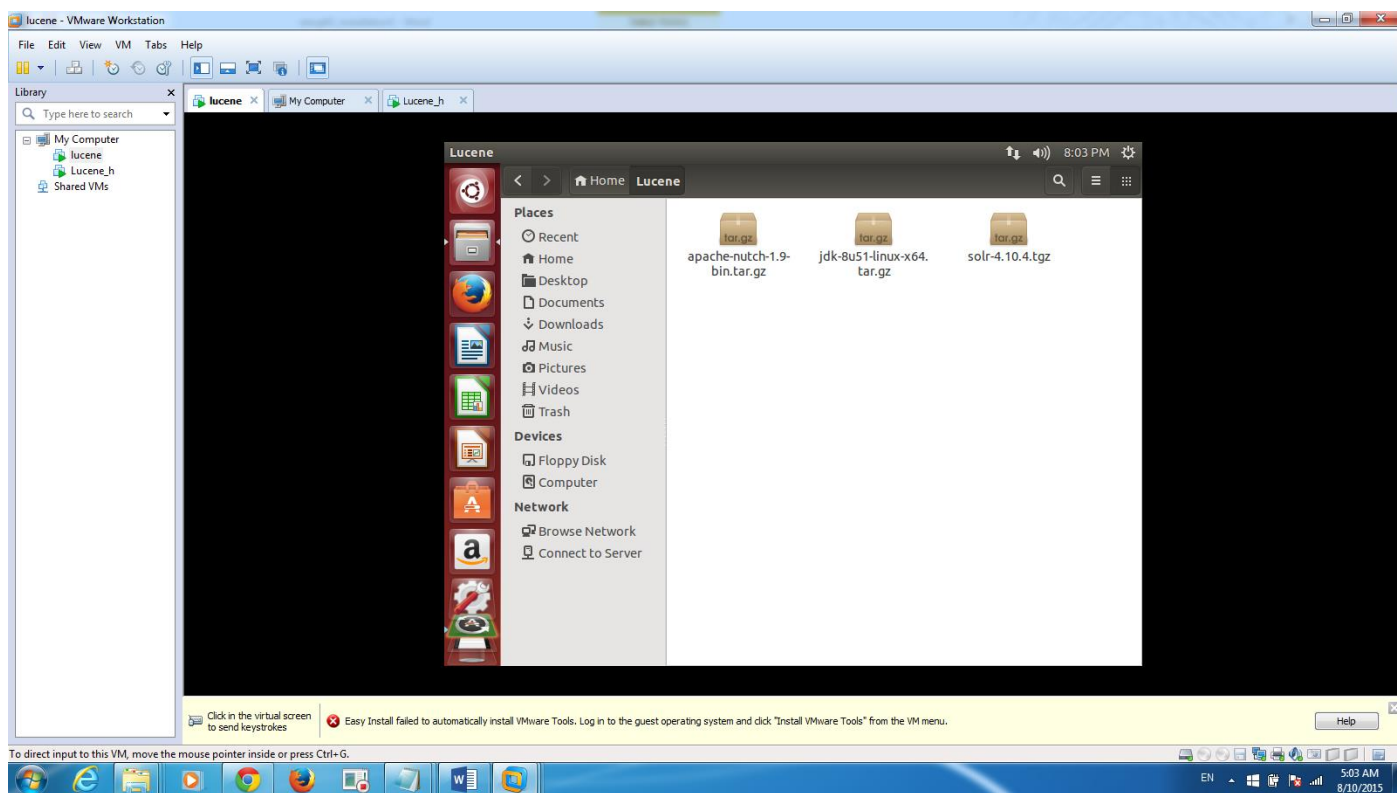 lucene - VMware Workstation
File Edit View VM Tabs Help
Library
Type here to search
My Computer
lucene
Lucene_h
Shared VMs
lucene
My Computer
Lucene_h
Lucene
8:03 PM
Home Lucene
Places
Recent
Home
Desktop
Documents
Downloads
Music
Pictures
Videos
Trash
Devices
Floppy Disk
Computer
Network
Browse Network
Connect to Server
tar.gz
apache-nutch-1.9-
bin.tar.gz
tar.gz
jdk-8u51-linux-x64.
tar.gz
tar.gz
solr-4.10.4.tgz
Click in the virtual screen
to send keystrokes
Easy Install failed to automatically install VMware Tools. Log in to the guest operating system and click "Install VMware Tools" from the VM menu.
Help
To direct input to this VM, move the mouse pointer inside or press Ctrl+G.
EN
5:03 AM
8/10/2015